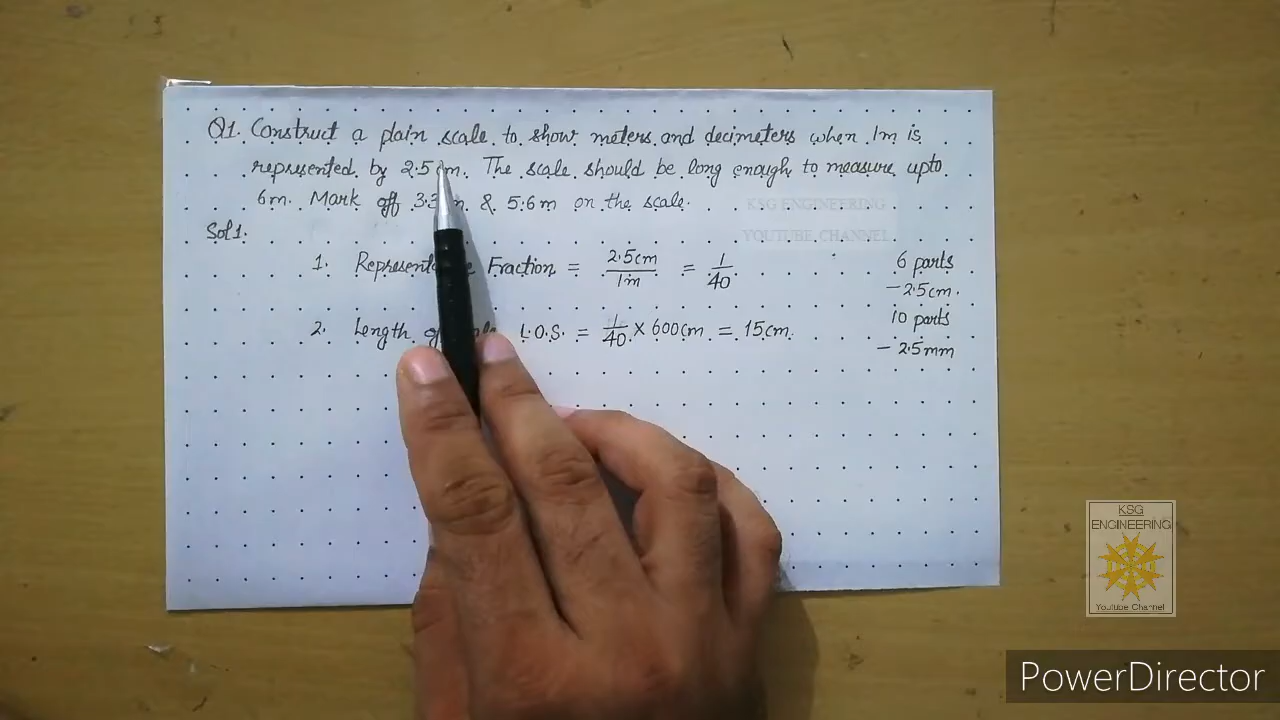 Q1. Construct a plain scale to show meters and decimeters when 1m is
represented by 2.5cm. The scale should be long enough to measure upto
6m. Mark off & 5.6m on the scale.
KSG ENGINEERING
YOUTUBE CHANNEL
Sol1.
1. Fraction = 2.5cm/1m = 1/40
6 parts
- 2.5cm.
10 parts
- 2.5mm
2. Length L.O.S. = 1/40 × 600cm = 15cm.
KSG
ENGINEERING
Youtube Channel
PowerDirector